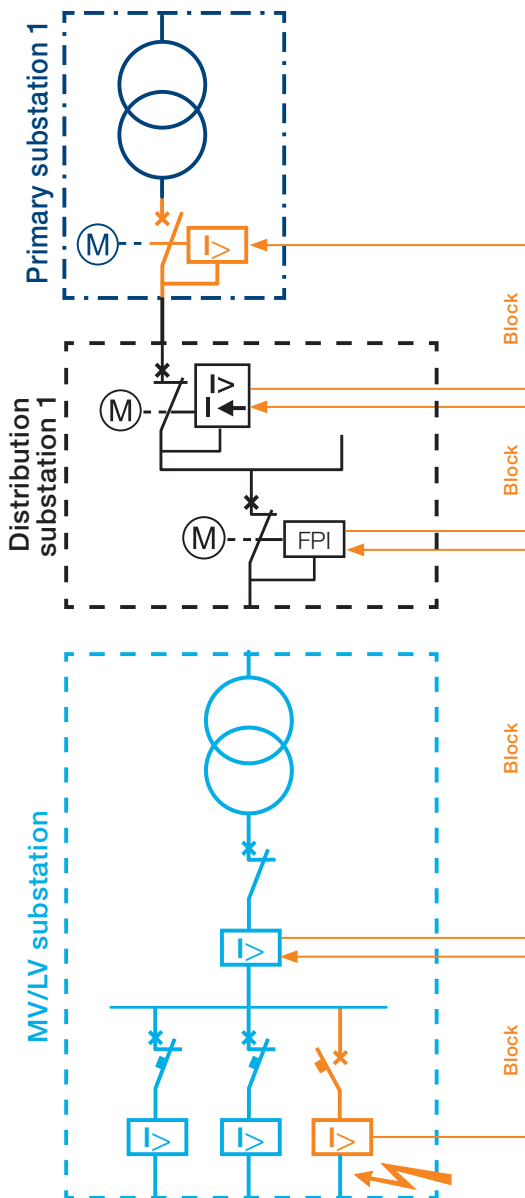 Primary substation 1
M
I>
Block
Distribution
substation 1
M
I>
I
Block
M
FPI
Block
MV/LV substation
I>
Block
I>
I>
I>